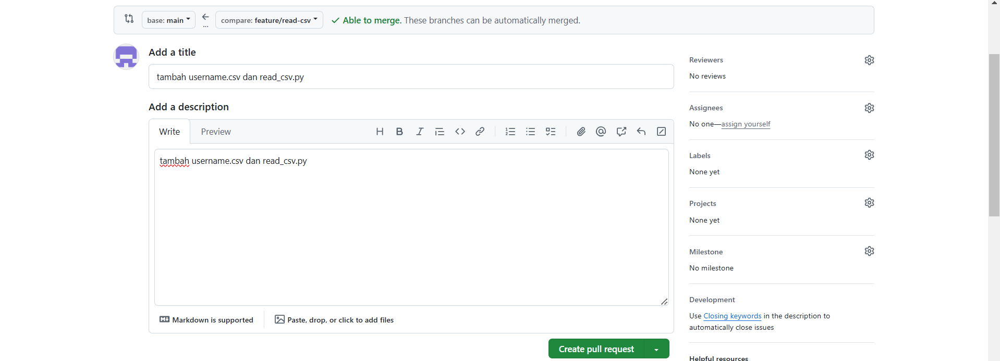 base: main
...
compare: feature/read-csv
Able to merge. These branches can be automatically merged.
Add a title
tambah username.csv dan read_csv.py
Add a description
Write
Preview
tambah username.csv dan read_csv.py
Markdown is supported
Paste, drop, or click to add files
Create pull request
Reviewers
No reviews
Assignees
No one—assign yourself
Labels
None yet
Projects
None yet
Milestone
No milestone
Development
Use Closing keywords in the description to
automatically close issues
Helpful resources